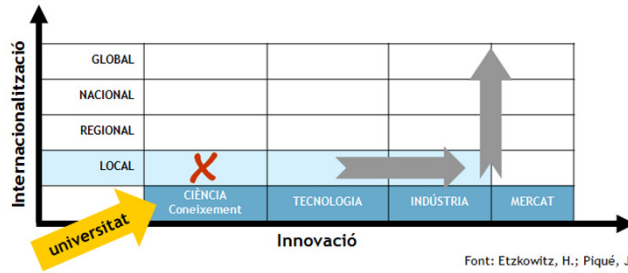 Internacionalització
GLOBAL
NACIONAL
REGIONAL
LOCAL
CIÈNCIA
Coneixement
TECNOLOGIA
INDÚSTRIA
MERCAT
universitat
Innovació
Font: Etzkowitz, H.; Piqué, J